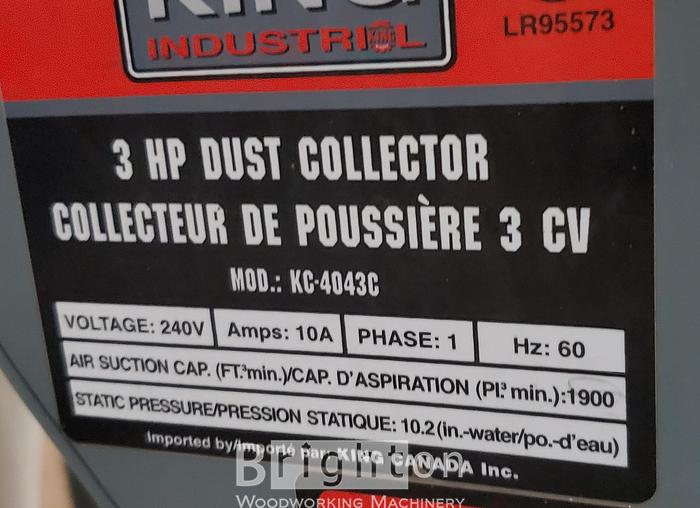 KING
INDUSTRIAL
LR95573
3 HP DUST COLLECTOR
COLLECTEUR DE POUSSIÈRE 3 CV
MOD.: KC-4043C
VOLTAGE: 240V Amps: 10A PHASE: 1 Hz: 60
AIR SUCTION CAP. (FT.³min.)/CAP. D'ASPIRATION (PI.³ min.):1900
STATIC PRESSURE/PRESSION STATIQUE: 10.2(in.-water/po.-d'eau)
Imported by/Importé par KING CANADA Inc.
Brighton
WOODWORKING MACHINERY